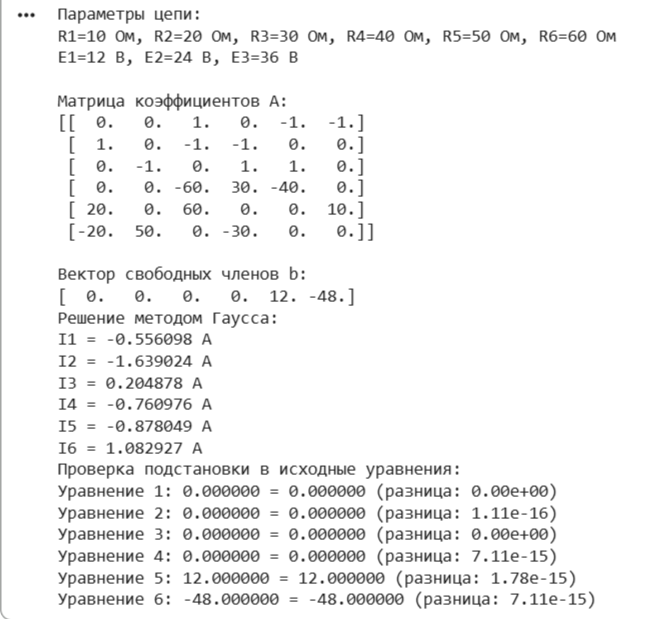 ••• Параметры цепи:
R1=10 Ом, R2=20 Ом, R3=30 Ом, R4=40 Ом, R5=50 Ом, R6=60 Ом
E1=12 В, E2=24 В, E3=36 В
Матрица коэффициентов A:
[[  0.   0.   1.   0.  -1.  -1.]
 [  1.   0.  -1.  -1.   0.   0.]
 [  0.  -1.   0.   1.   1.   0.]
 [  0.   0. -60.  30. -40.   0.]
 [ 20.   0.  60.   0.   0.  10.]
 [-20.  50.   0. -30.   0.   0.]]
Вектор свободных членов b:
[  0.   0.   0.   0.  12. -48.]
Решение методом Гаусса:
I1 = -0.556098 А
I2 = -1.639024 А
I3 = 0.204878 А
I4 = -0.760976 А
I5 = -0.878049 А
I6 = 1.082927 А
Проверка подстановки в исходные уравнения:
Уравнение 1: 0.000000 = 0.000000 (разница: 0.00e+00)
Уравнение 2: 0.000000 = 0.000000 (разница: 1.11e-16)
Уравнение 3: 0.000000 = 0.000000 (разница: 0.00e+00)
Уравнение 4: 0.000000 = 0.000000 (разница: 7.11e-15)
Уравнение 5: 12.000000 = 12.000000 (разница: 1.78e-15)
Уравнение 6: -48.000000 = -48.000000 (разница: 7.11e-15)